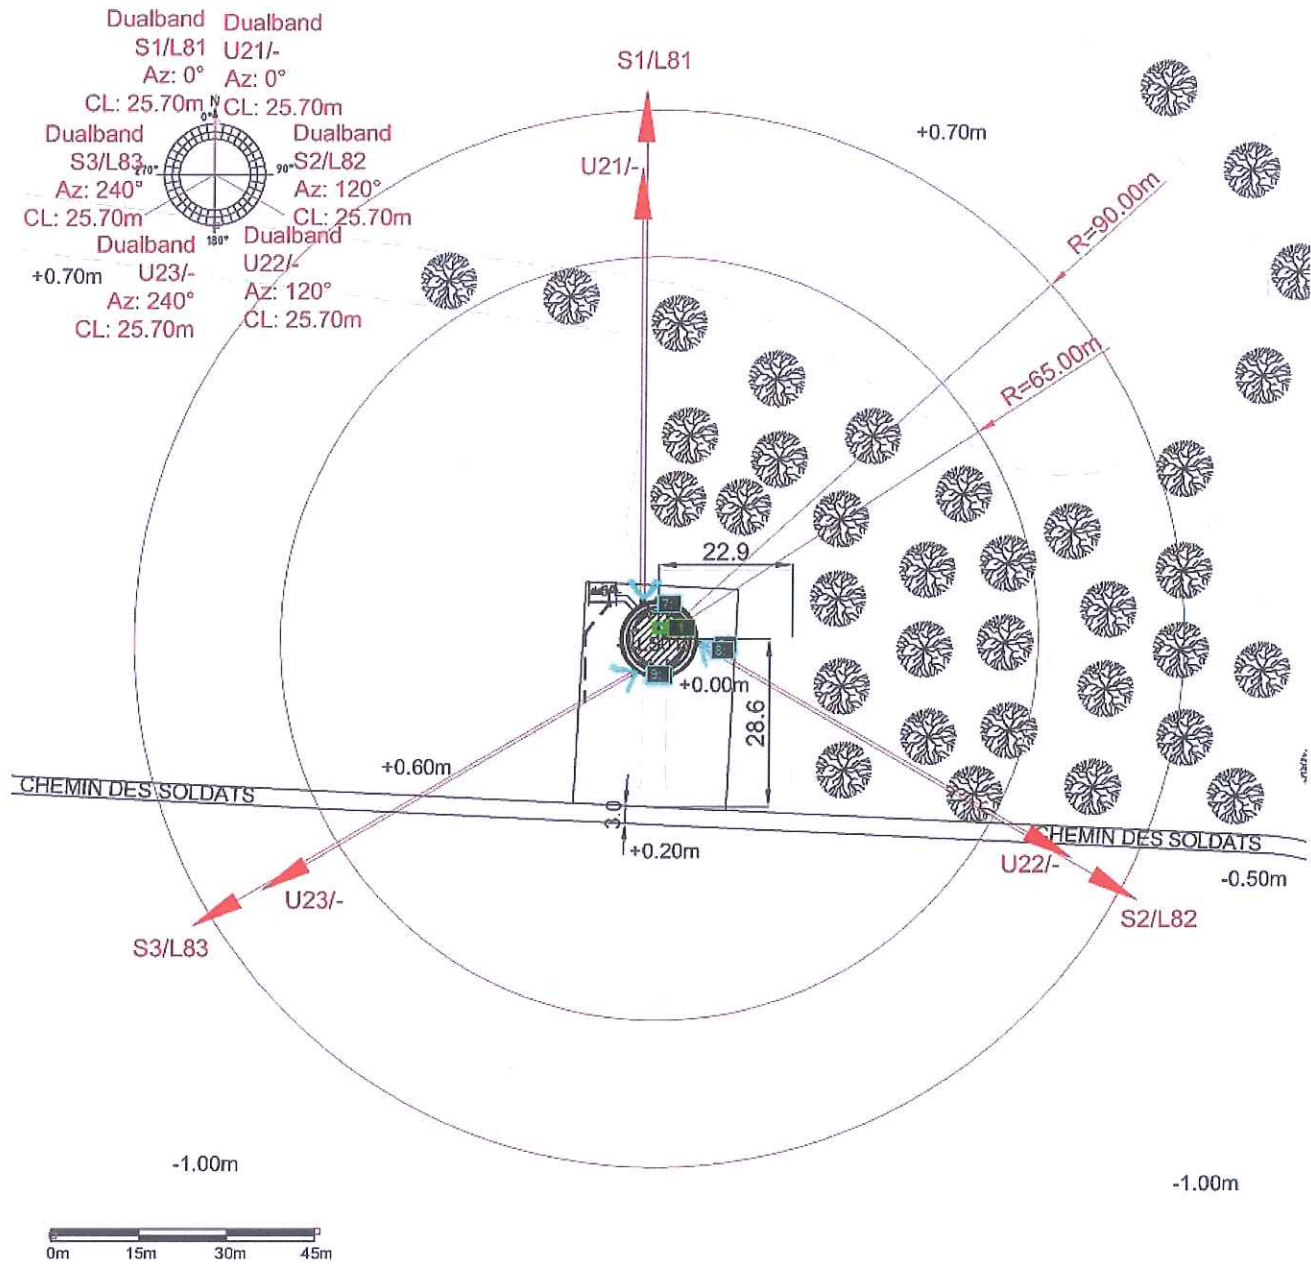 Dualband
S1/L81
Az: 0°
CL: 25.70m
Dualband
U21/-
Az: 0°
CL: 25.70m
N
0°
Dualband
S3/L83
Az: 240°
CL: 25.70m
270°
90°
180°
Dualband
S2/L82
Az: 120°
CL: 25.70m
Dualband
U23/-
Az: 240°
CL: 25.70m
Dualband
U22/-
Az: 120°
CL: 25.70m
+0.70m
S1/L81
U21/-
+0.70m
R=90.00m
R=65.00m
22.9
7:
8:
9:
+0.00m
28.6
+0.60m
CHEMIN DES SOLDATS
3.0
+0.20m
CHEMIN DES SOLDATS
U22/-
-0.50m
S2/L82
U23/-
S3/L83
-1.00m
-1.00m
0m 15m 30m 45m